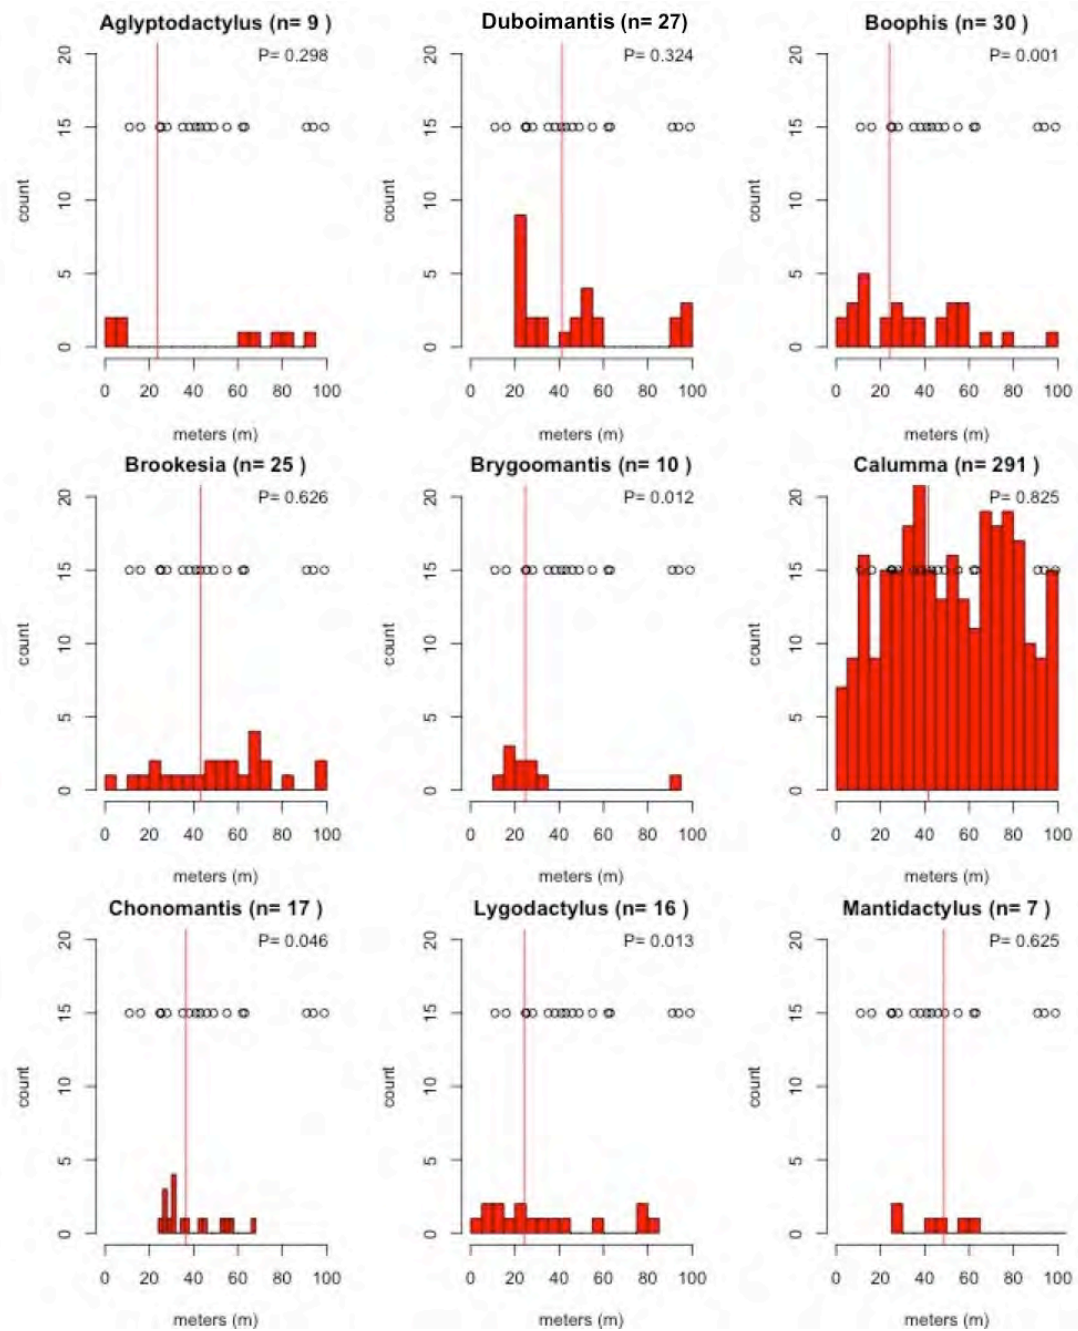 Aglyptodactylus (n= 9 )
P= 0.298
20
15
10
5
0
count
0 20 40 60 80 100
meters (m)
Duboimantis (n= 27)
P= 0.324
20
15
10
5
0
count
0 20 40 60 80 100
meters (m)
Boophis (n= 30 )
P= 0.001
20
15
10
5
0
count
0 20 40 60 80 100
meters (m)
Brookesia (n= 25 )
P= 0.626
20
15
10
5
0
count
0 20 40 60 80 100
meters (m)
Brygoomantis (n= 10 )
P= 0.012
20
15
10
5
0
count
0 20 40 60 80 100
meters (m)
Calumma (n= 291 )
P= 0.825
20
15
10
5
0
count
0 20 40 60 80 100
meters (m)
Chonomantis (n= 17 )
P= 0.046
20
15
10
5
0
count
0 20 40 60 80 100
meters (m)
Lygodactylus (n= 16 )
P= 0.013
20
15
10
5
0
count
0 20 40 60 80 100
meters (m)
Mantidactylus (n= 7 )
P= 0.625
20
15
10
5
0
count
0 20 40 60 80 100
meters (m)